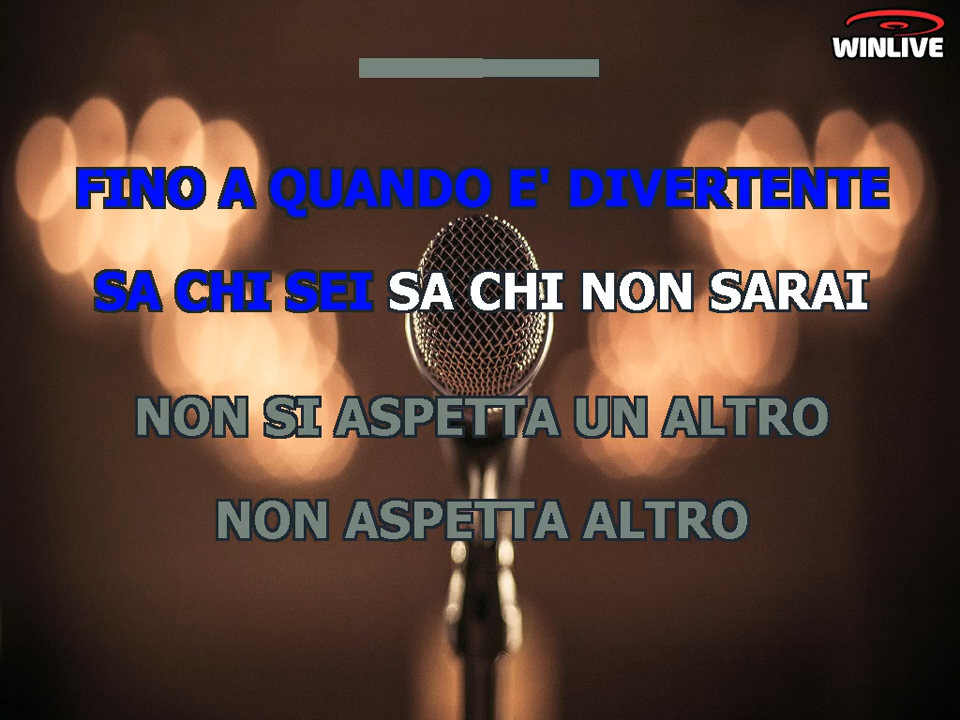 WINLIVE
FINO A QUANDO E' DIVERTENTE
SA CHI SEI SA CHI NON SARAI
NON SI ASPETTA UN ALTRO
NON ASPETTA ALTRO